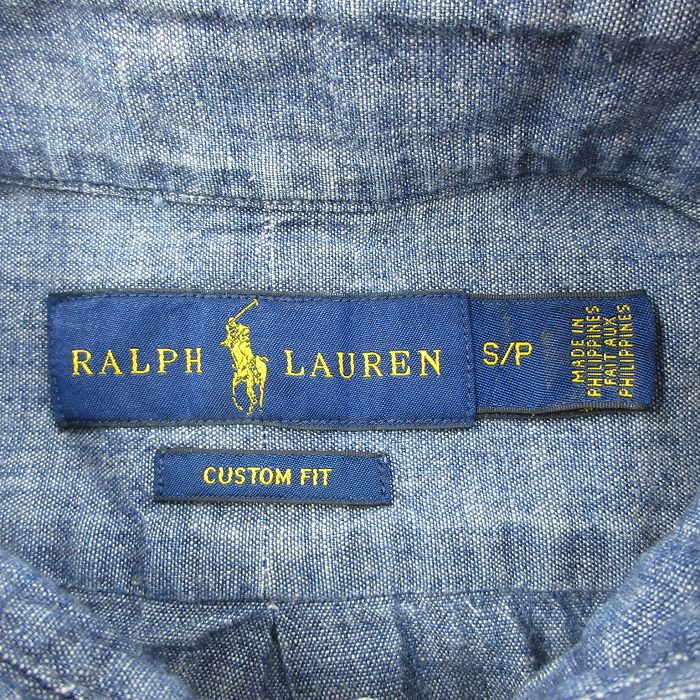 RALPH LAUREN
S/P
MADE IN
PHILIPPINES
FAIT AUX
PHILIPPINES
CUSTOM FIT